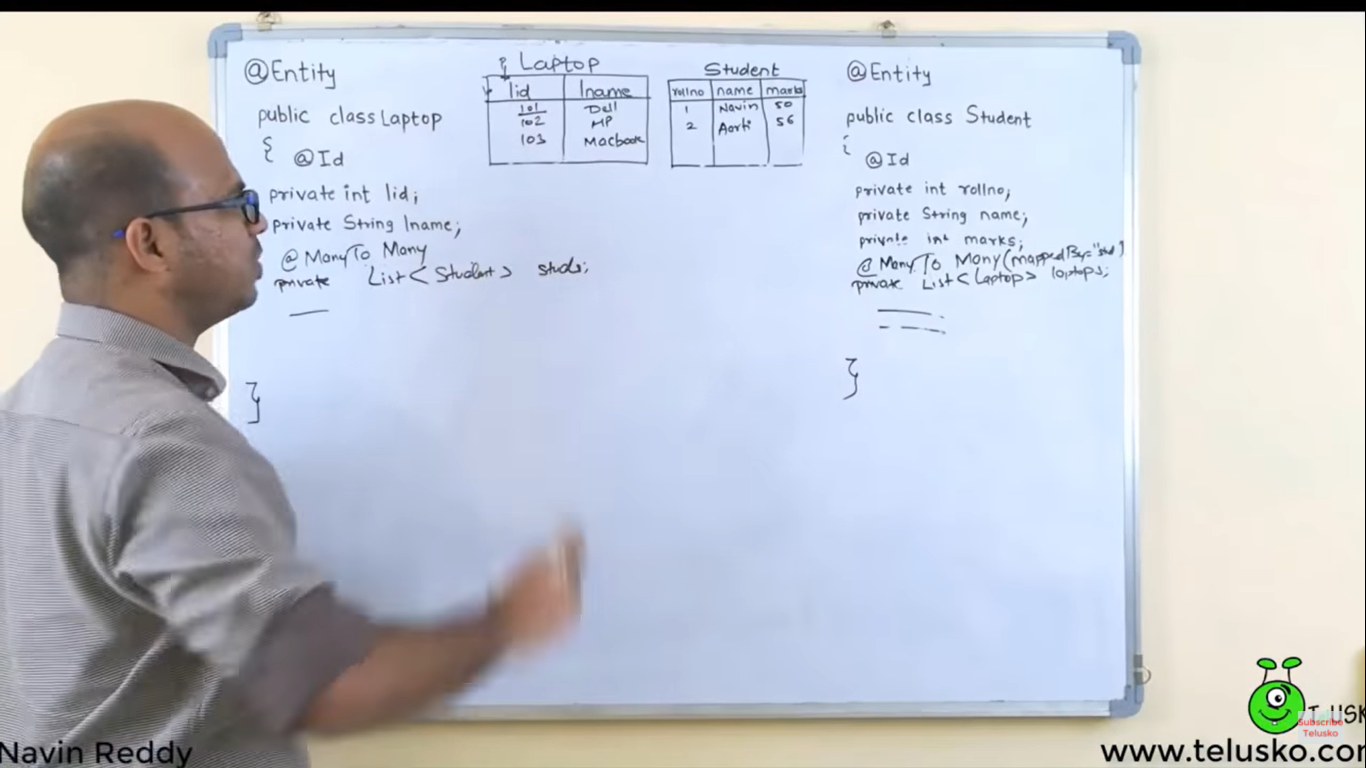 @Entity
public class Laptop
{ @Id
private int lid;
private String lname;
@ManyToMany
private List<Student> studs;
}
Laptop
lid lname
101 Dell
102 HP
103 Macbook
Student
rollno name marks
1 Navin 50
2 Aarti 56
@Entity
public class Student
{
@Id
private int rollno;
private String name;
private int marks;
@ManyToMany(mappedBy="stud")
private List<Laptop> laptops;
}
Navin Reddy
Subscribe
Telusko
www.telusko.com